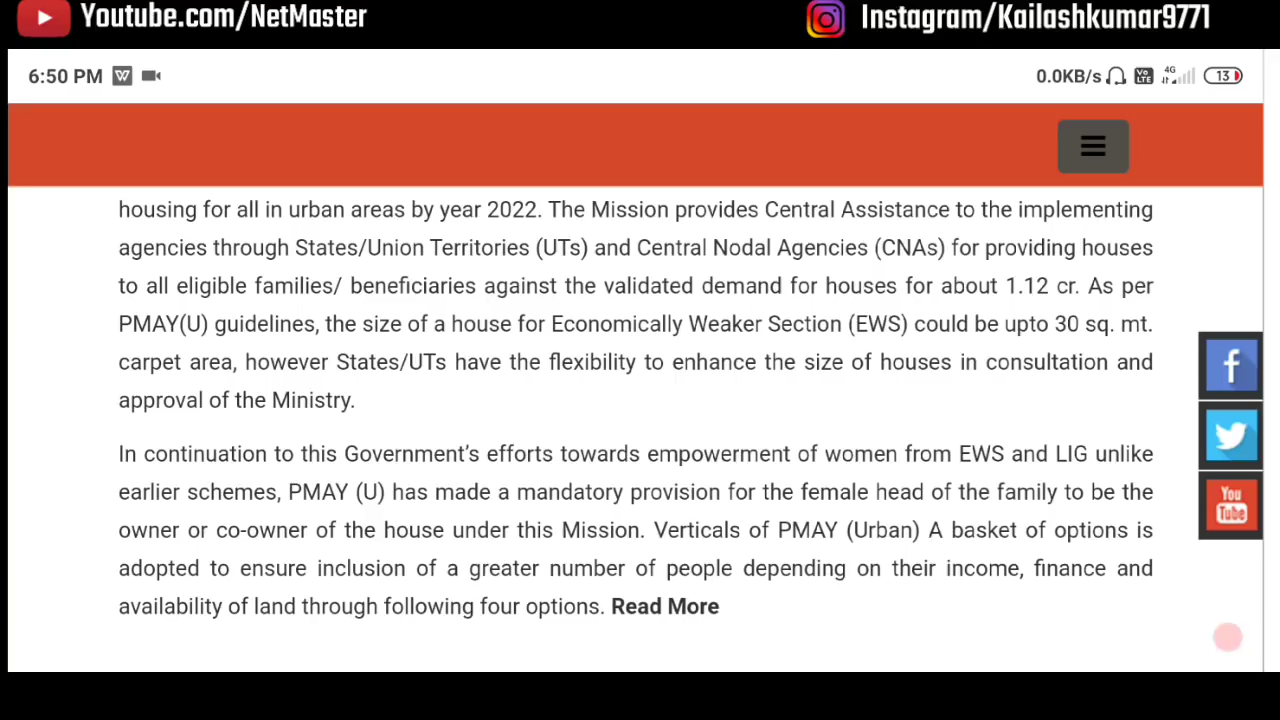 Youtube.com/NetMaster
Instagram/Kailashkumar9771
6:50 PM W
0.0KB/s Vo LTE 4G 13
housing for all in urban areas by year 2022. The Mission provides Central Assistance to the implementing
agencies through States/Union Territories (UTs) and Central Nodal Agencies (CNAs) for providing houses
to all eligible families/ beneficiaries against the validated demand for houses for about 1.12 cr. As per
PMAY(U) guidelines, the size of a house for Economically Weaker Section (EWS) could be upto 30 sq. mt.
carpet area, however States/UTs have the flexibility to enhance the size of houses in consultation and
approval of the Ministry.
In continuation to this Government’s efforts towards empowerment of women from EWS and LIG unlike
earlier schemes, PMAY (U) has made a mandatory provision for the female head of the family to be the
owner or co-owner of the house under this Mission. Verticals of PMAY (Urban) A basket of options is
adopted to ensure inclusion of a greater number of people depending on their income, finance and
availability of land through following four options. Read More
f
You
Tube